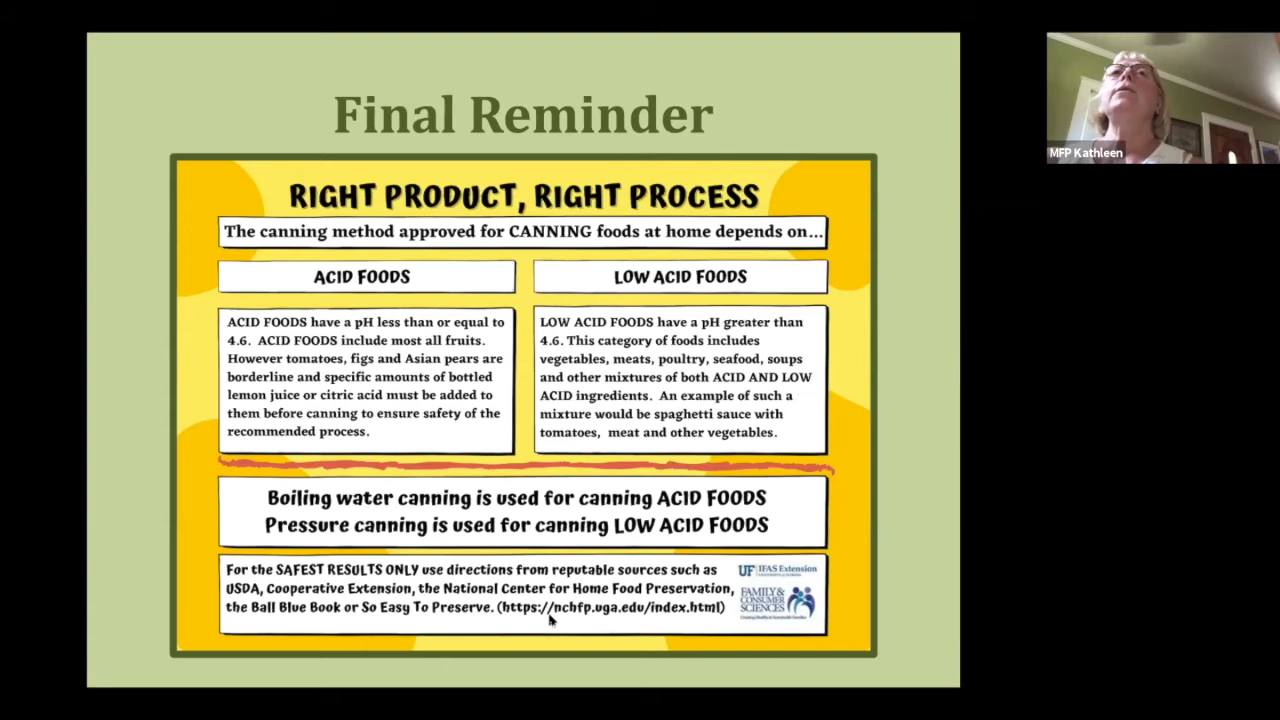 Final Reminder
RIGHT PRODUCT, RIGHT PROCESS
The canning method approved for CANNING foods at home depends on...
ACID FOODS
ACID FOODS have a pH less than or equal to
4.6. ACID FOODS include most all fruits.
However tomatoes, figs and Asian pears are
borderline and specific amounts of bottled
lemon juice or citric acid must be added to
them before canning to ensure safety of the
recommended process.
LOW ACID FOODS
LOW ACID FOODS have a pH greater than
4.6. This category of foods includes
vegetables, meats, poultry, seafood, soups
and other mixtures of both ACID AND LOW
ACID ingredients. An example of such a
mixture would be spaghetti sauce with
tomatoes, meat and other vegetables.
Boiling water canning is used for canning ACID FOODS
Pressure canning is used for canning LOW ACID FOODS
For the SAFEST RESULTS ONLY use directions from reputable sources such as
USDA, Cooperative Extension, the National Center for Home Food Preservation,
the Ball Blue Book or So Easy To Preserve. (https://nchfp.uga.edu/index.html)
UF IFAS Extension
UNIVERSITY of FLORIDA
FAMILY &
CONSUMER
SCIENCES
MFP Kathleen